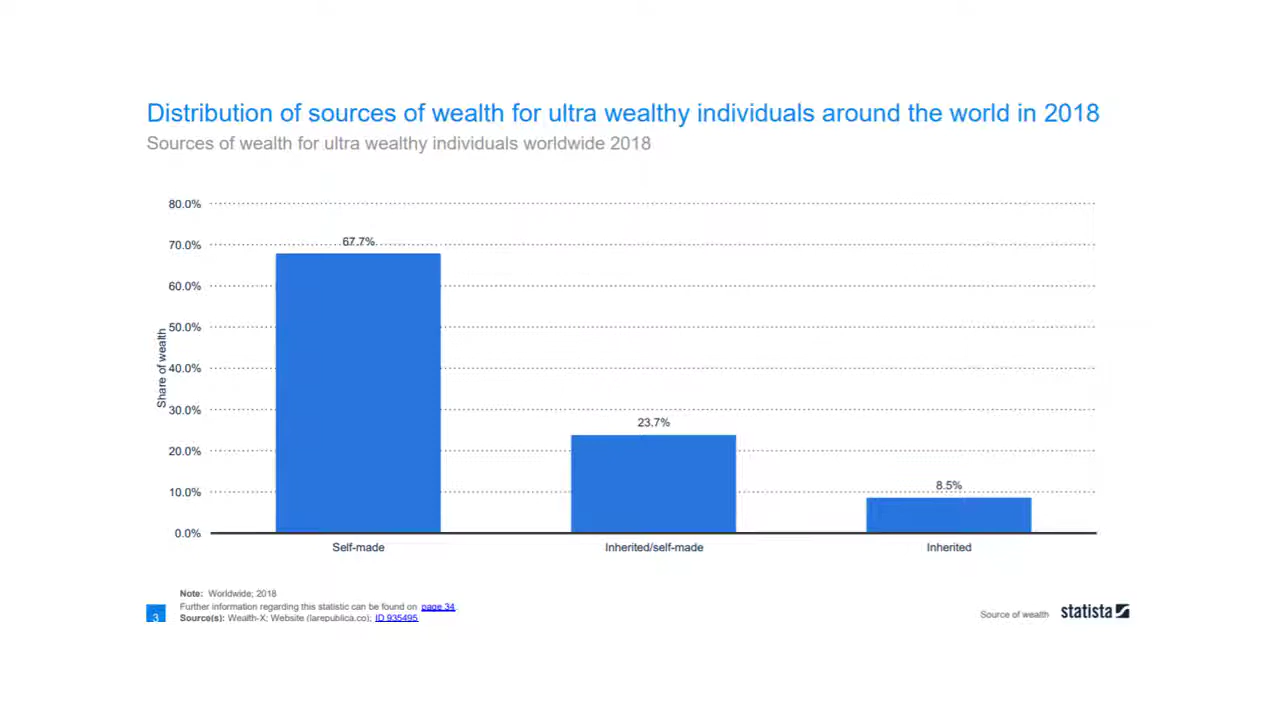 Distribution of sources of wealth for ultra wealthy individuals around the world in 2018
Sources of wealth for ultra wealthy individuals worldwide 2018
80.0%
70.0%
60.0%
50.0%
40.0%
30.0%
20.0%
10.0%
0.0%
Share of wealth
67.7%
23.7%
8.5%
Self-made
Inherited/self-made
Inherited
Note: Worldwide; 2018
Further information regarding this statistic can be found on page 34.
Source(s): Wealth-X; Website (larepublica.co); ID 935495
3
Source of wealth
statista